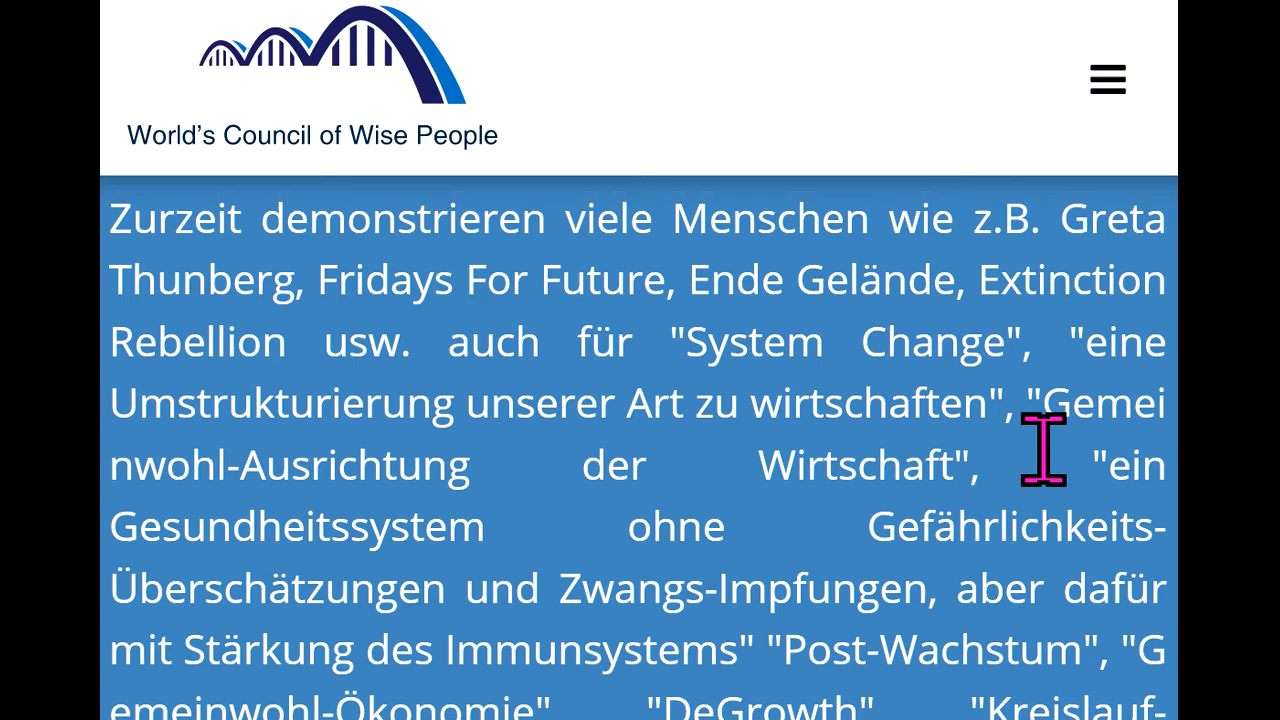 World's Council of Wise People
Zurzeit demonstrieren viele Menschen wie z.B. Greta
Thunberg, Fridays For Future, Ende Gelände, Extinction
Rebellion usw. auch für "System Change", "eine
Umstrukturierung unserer Art zu wirtschaften", "Gemei
nwohl-Ausrichtung der Wirtschaft", "ein
Gesundheitssystem ohne Gefährlichkeits-
Überschätzungen und Zwangs-Impfungen, aber dafür
mit Stärkung des Immunsystems" "Post-Wachstum", "G
emeinwohl-Ökonomie" "DeGrowth" "Kreislauf-